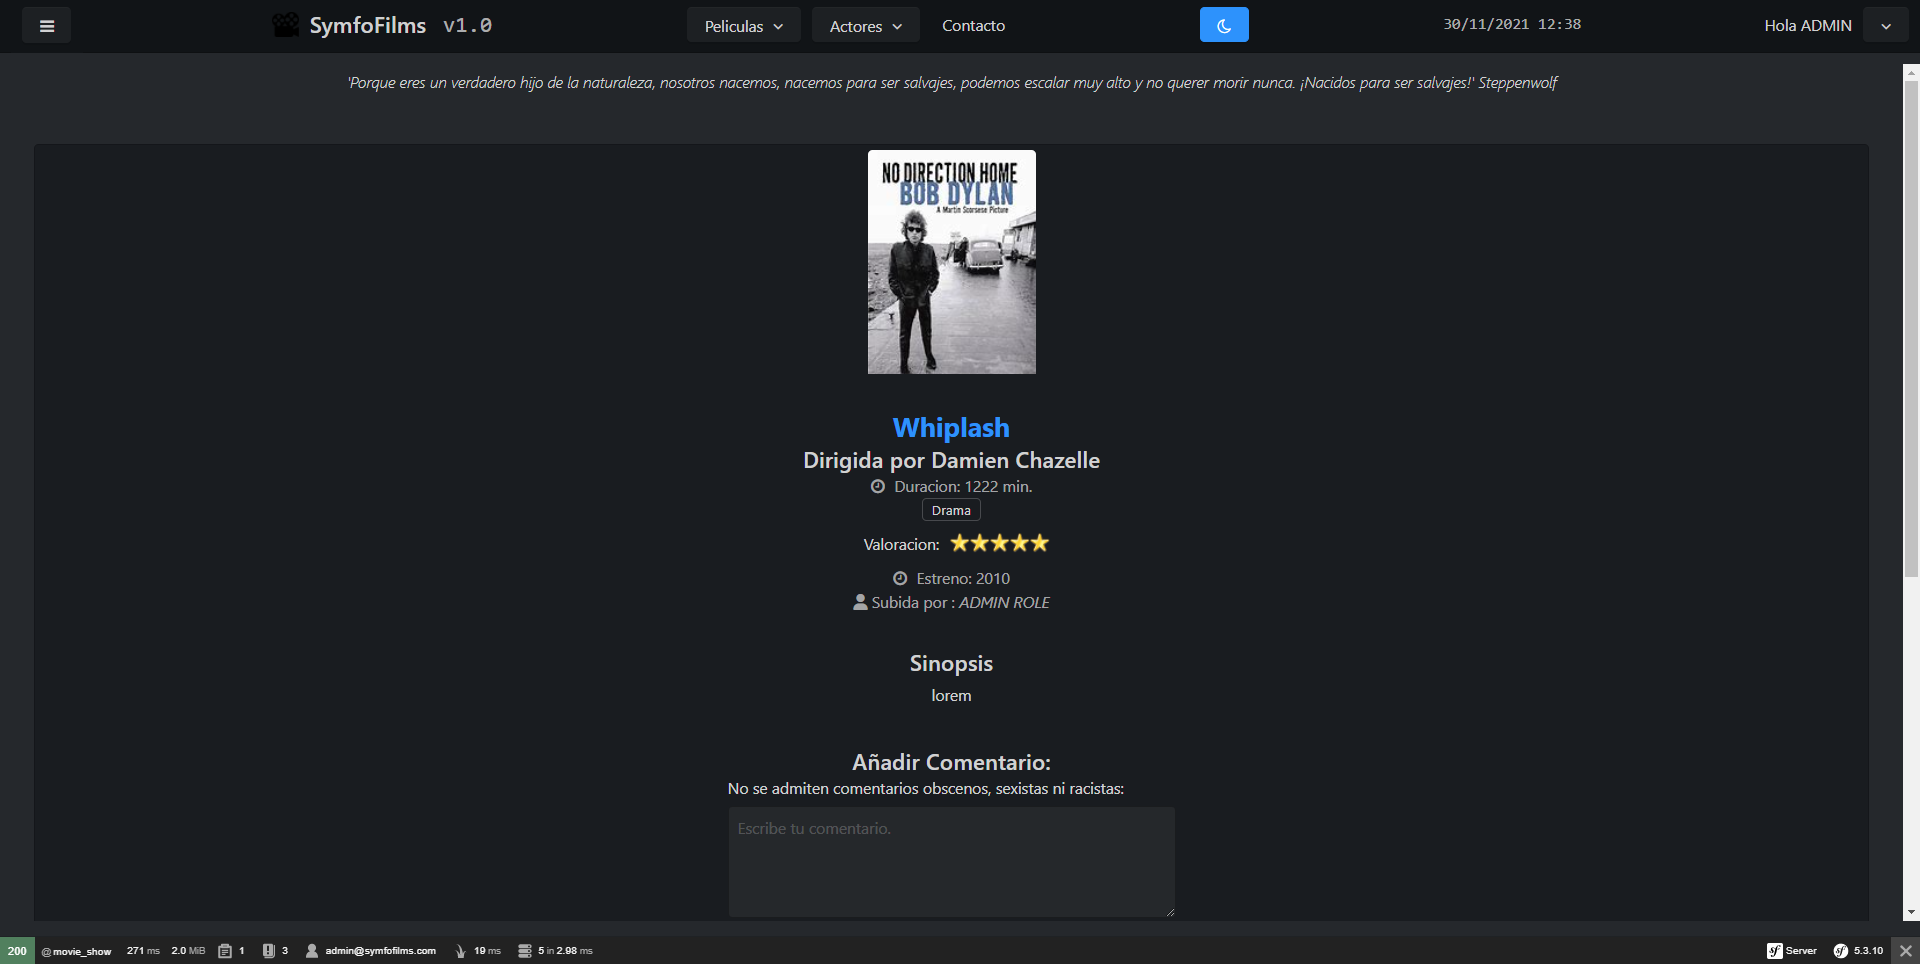 SymfoFilms v1.0
Peliculas
Actores
Contacto
30/11/2021 12:38
Hola ADMIN
'Porque eres un verdadero hijo de la naturaleza, nosotros nacemos, nacemos para ser salvajes, podemos escalar muy alto y no querer morir nunca. ¡Nacidos para ser salvajes!' Steppenwolf
NO DIRECTION HOME
BOB DYLAN
A Martin Scorsese Picture
Whiplash
Dirigida por Damien Chazelle
Duracion: 1222 min.
Drama
Valoracion:
Estreno: 2010
Subida por : ADMIN ROLE
Sinopsis
lorem
Añadir Comentario:
No se admiten comentarios obscenos, sexistas ni racistas:
Escribe tu comentario.
200 @movie_show 271 ms 2.0 MiB 1 3 admin@symfofilms.com 19 ms 5 in 2.98 ms sf Server sf 5.3.10